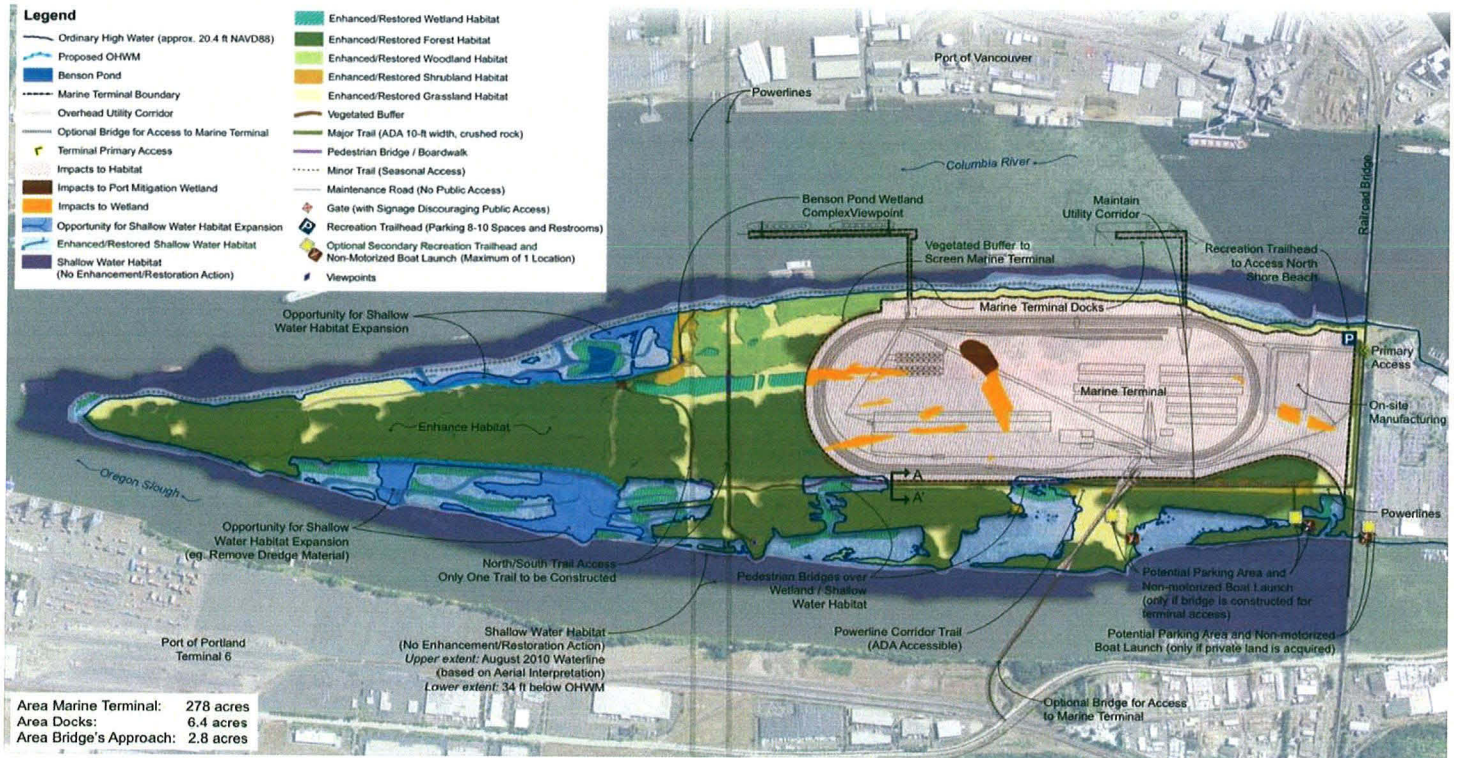 Legend
Ordinary High Water (approx. 20.4 ft NAVD88)
Proposed OHWM
Benson Pond
Marine Terminal Boundary
Overhead Utility Corridor
Optional Bridge for Access to Marine Terminal
Terminal Primary Access
Impacts to Habitat
Impacts to Port Mitigation Wetland
Impacts to Wetland
Opportunity for Shallow Water Habitat Expansion
Enhanced/Restored Shallow Water Habitat
Shallow Water Habitat
(No Enhancement/Restoration Action)
Enhanced/Restored Wetland Habitat
Enhanced/Restored Forest Habitat
Enhanced/Restored Woodland Habitat
Enhanced/Restored Shrubland Habitat
Enhanced/Restored Grassland Habitat
Vegetated Buffer
Major Trail (ADA 10-ft width, crushed rock)
Pedestrian Bridge / Boardwalk
Minor Trail (Seasonal Access)
Maintenance Road (No Public Access)
Gate (with Signage Discouraging Public Access)
P
Recreation Trailhead (Parking 8-10 Spaces and Restrooms)
Optional Secondary Recreation Trailhead and
Non-Motorized Boat Launch (Maximum of 1 Location)
Viewpoints
Port of Vancouver
Powerlines
Columbia River
Railroad Bridge
Benson Pond Wetland
ComplexViewpoint
Maintain
Utility Corridor
Vegetated Buffer to
Screen Marine Terminal
Recreation Trailhead
to Access North
Shore Beach
Opportunity for Shallow
Water Habitat Expansion
Marine Terminal Docks
P
Primary
Access
Marine Terminal
On-site
Manufacturing
Enhance Habitat
Oregon Slough
A
A'
Powerlines
Opportunity for Shallow
Water Habitat Expansion
(eg. Remove Dredge Material)
North/South Trail Access
Only One Trail to be Constructed
Pedestrian Bridges over
Wetland / Shallow
Water Habitat
Potential Parking Area and
Non-motorized Boat Launch
(only if bridge is constructed for
terminal access)
Shallow Water Habitat
(No Enhancement/Restoration Action)
Upper extent: August 2010 Waterline
(based on Aerial Interpretation)
Lower extent: 34 ft below OHWM
Powerline Corridor Trail
(ADA Accessible)
Potential Parking Area and Non-motorized
Boat Launch (only if private land is acquired)
Port of Portland
Terminal 6
Optional Bridge for Access
to Marine Terminal
Area Marine Terminal: 278 acres
Area Docks: 6.4 acres
Area Bridge's Approach: 2.8 acres